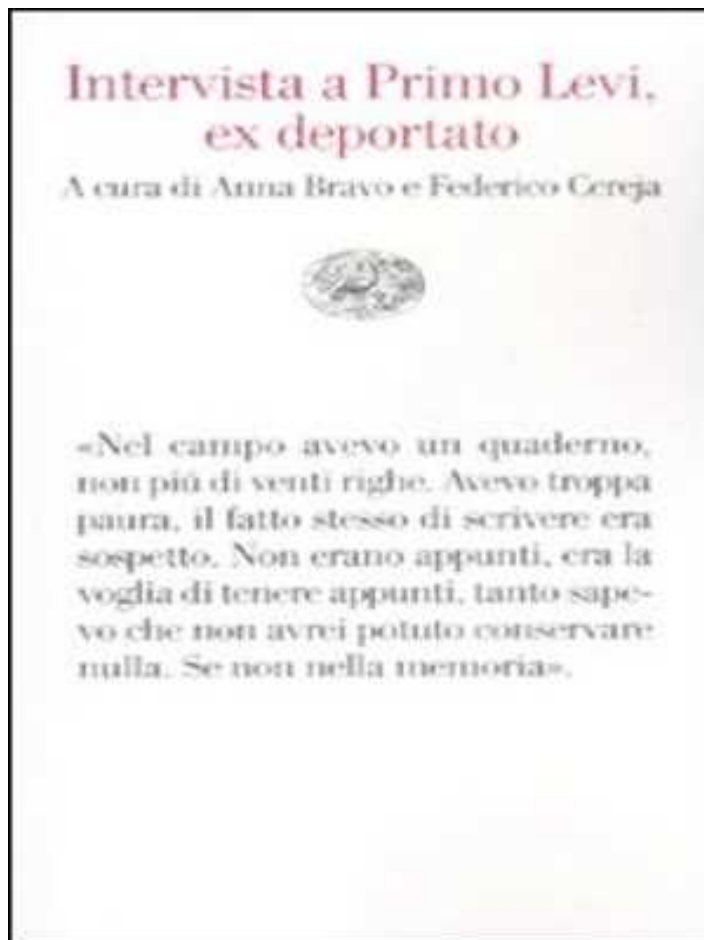 Intervista a Primo Levi,
ex deportato
A cura di Anna Bravo e Federico Cereja
«Nel campo avevo un quaderno,
non più di venti righe. Avevo troppa
paura, il fatto stesso di scrivere era
sospetto. Non erano appunti, era la
voglia di tenere appunti, tanto sape-
vo che non avrei potuto conservare
nulla. Se non nella memoria».